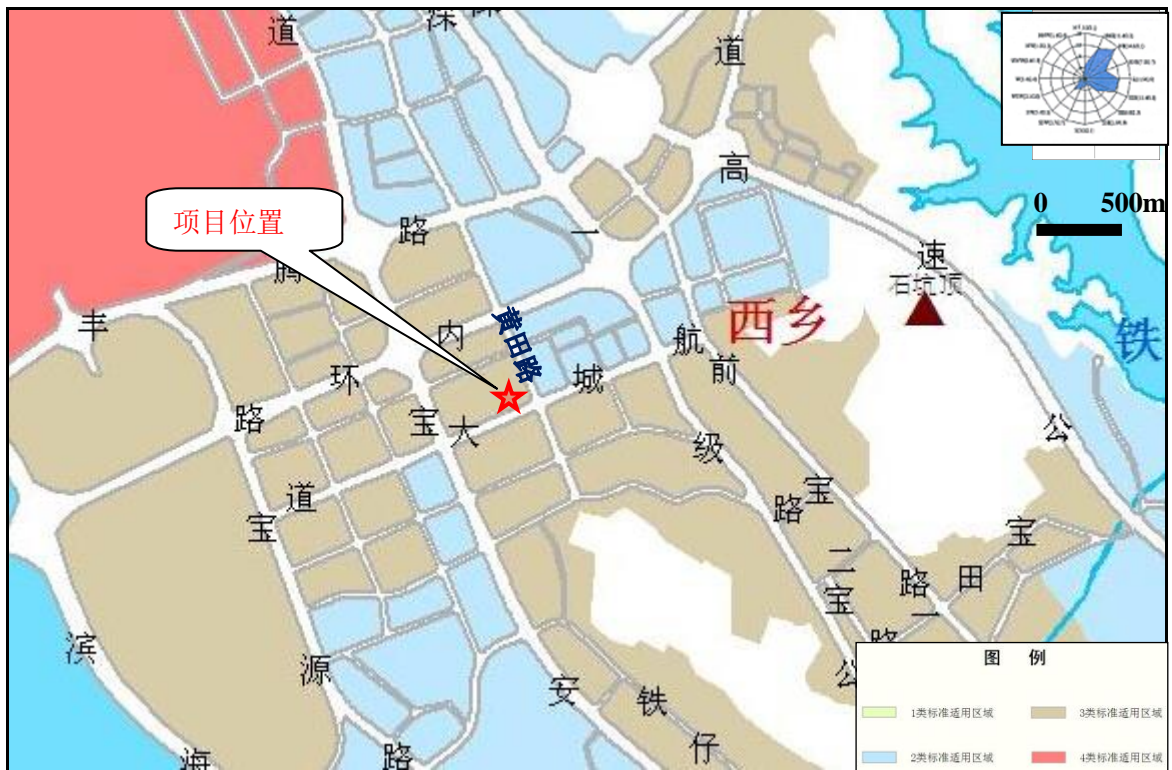 道
深
道
高
速
公
石坑顶
铁
0 500m
项目位置
路
一
腾
丰
黄田路
内
环
路
西乡
航
前
城
宝
大
道
宝
级
路
宝
二
宝
路
一
田
宝
路
公
滨
海
源
路
安
铁
仔
图 例
1类标准适用区域
3类标准适用区域
2类标准适用区域
4类标准适用区域